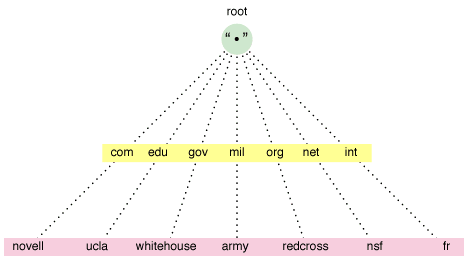 root
“•”
com edu gov mil org net int
novell ucla whitehouse army redcross nsf fr